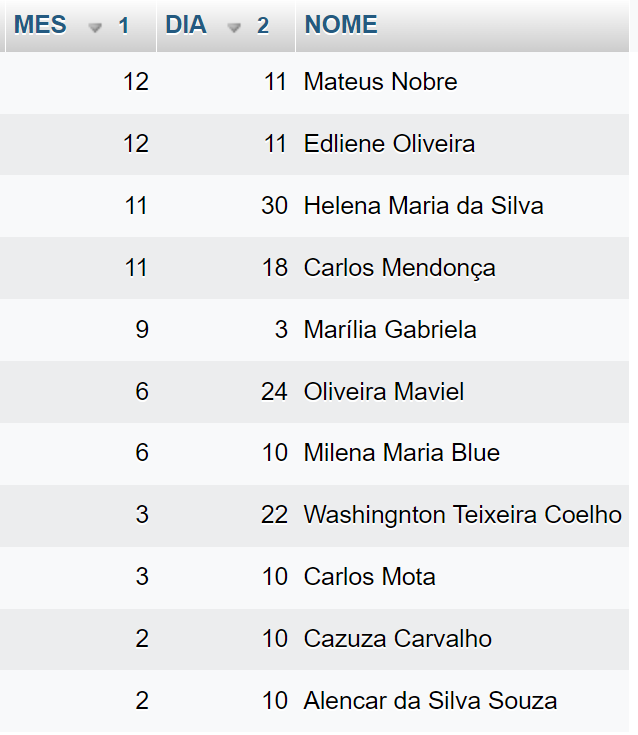 MES 1 DIA 2 NOME
12 11 Mateus Nobre
12 11 Edliene Oliveira
11 30 Helena Maria da Silva
11 18 Carlos Mendonça
9 3 Marília Gabriela
6 24 Oliveira Maviel
6 10 Milena Maria Blue
3 22 Washingnton Teixeira Coelho
3 10 Carlos Mota
2 10 Cazuza Carvalho
2 10 Alencar da Silva Souza